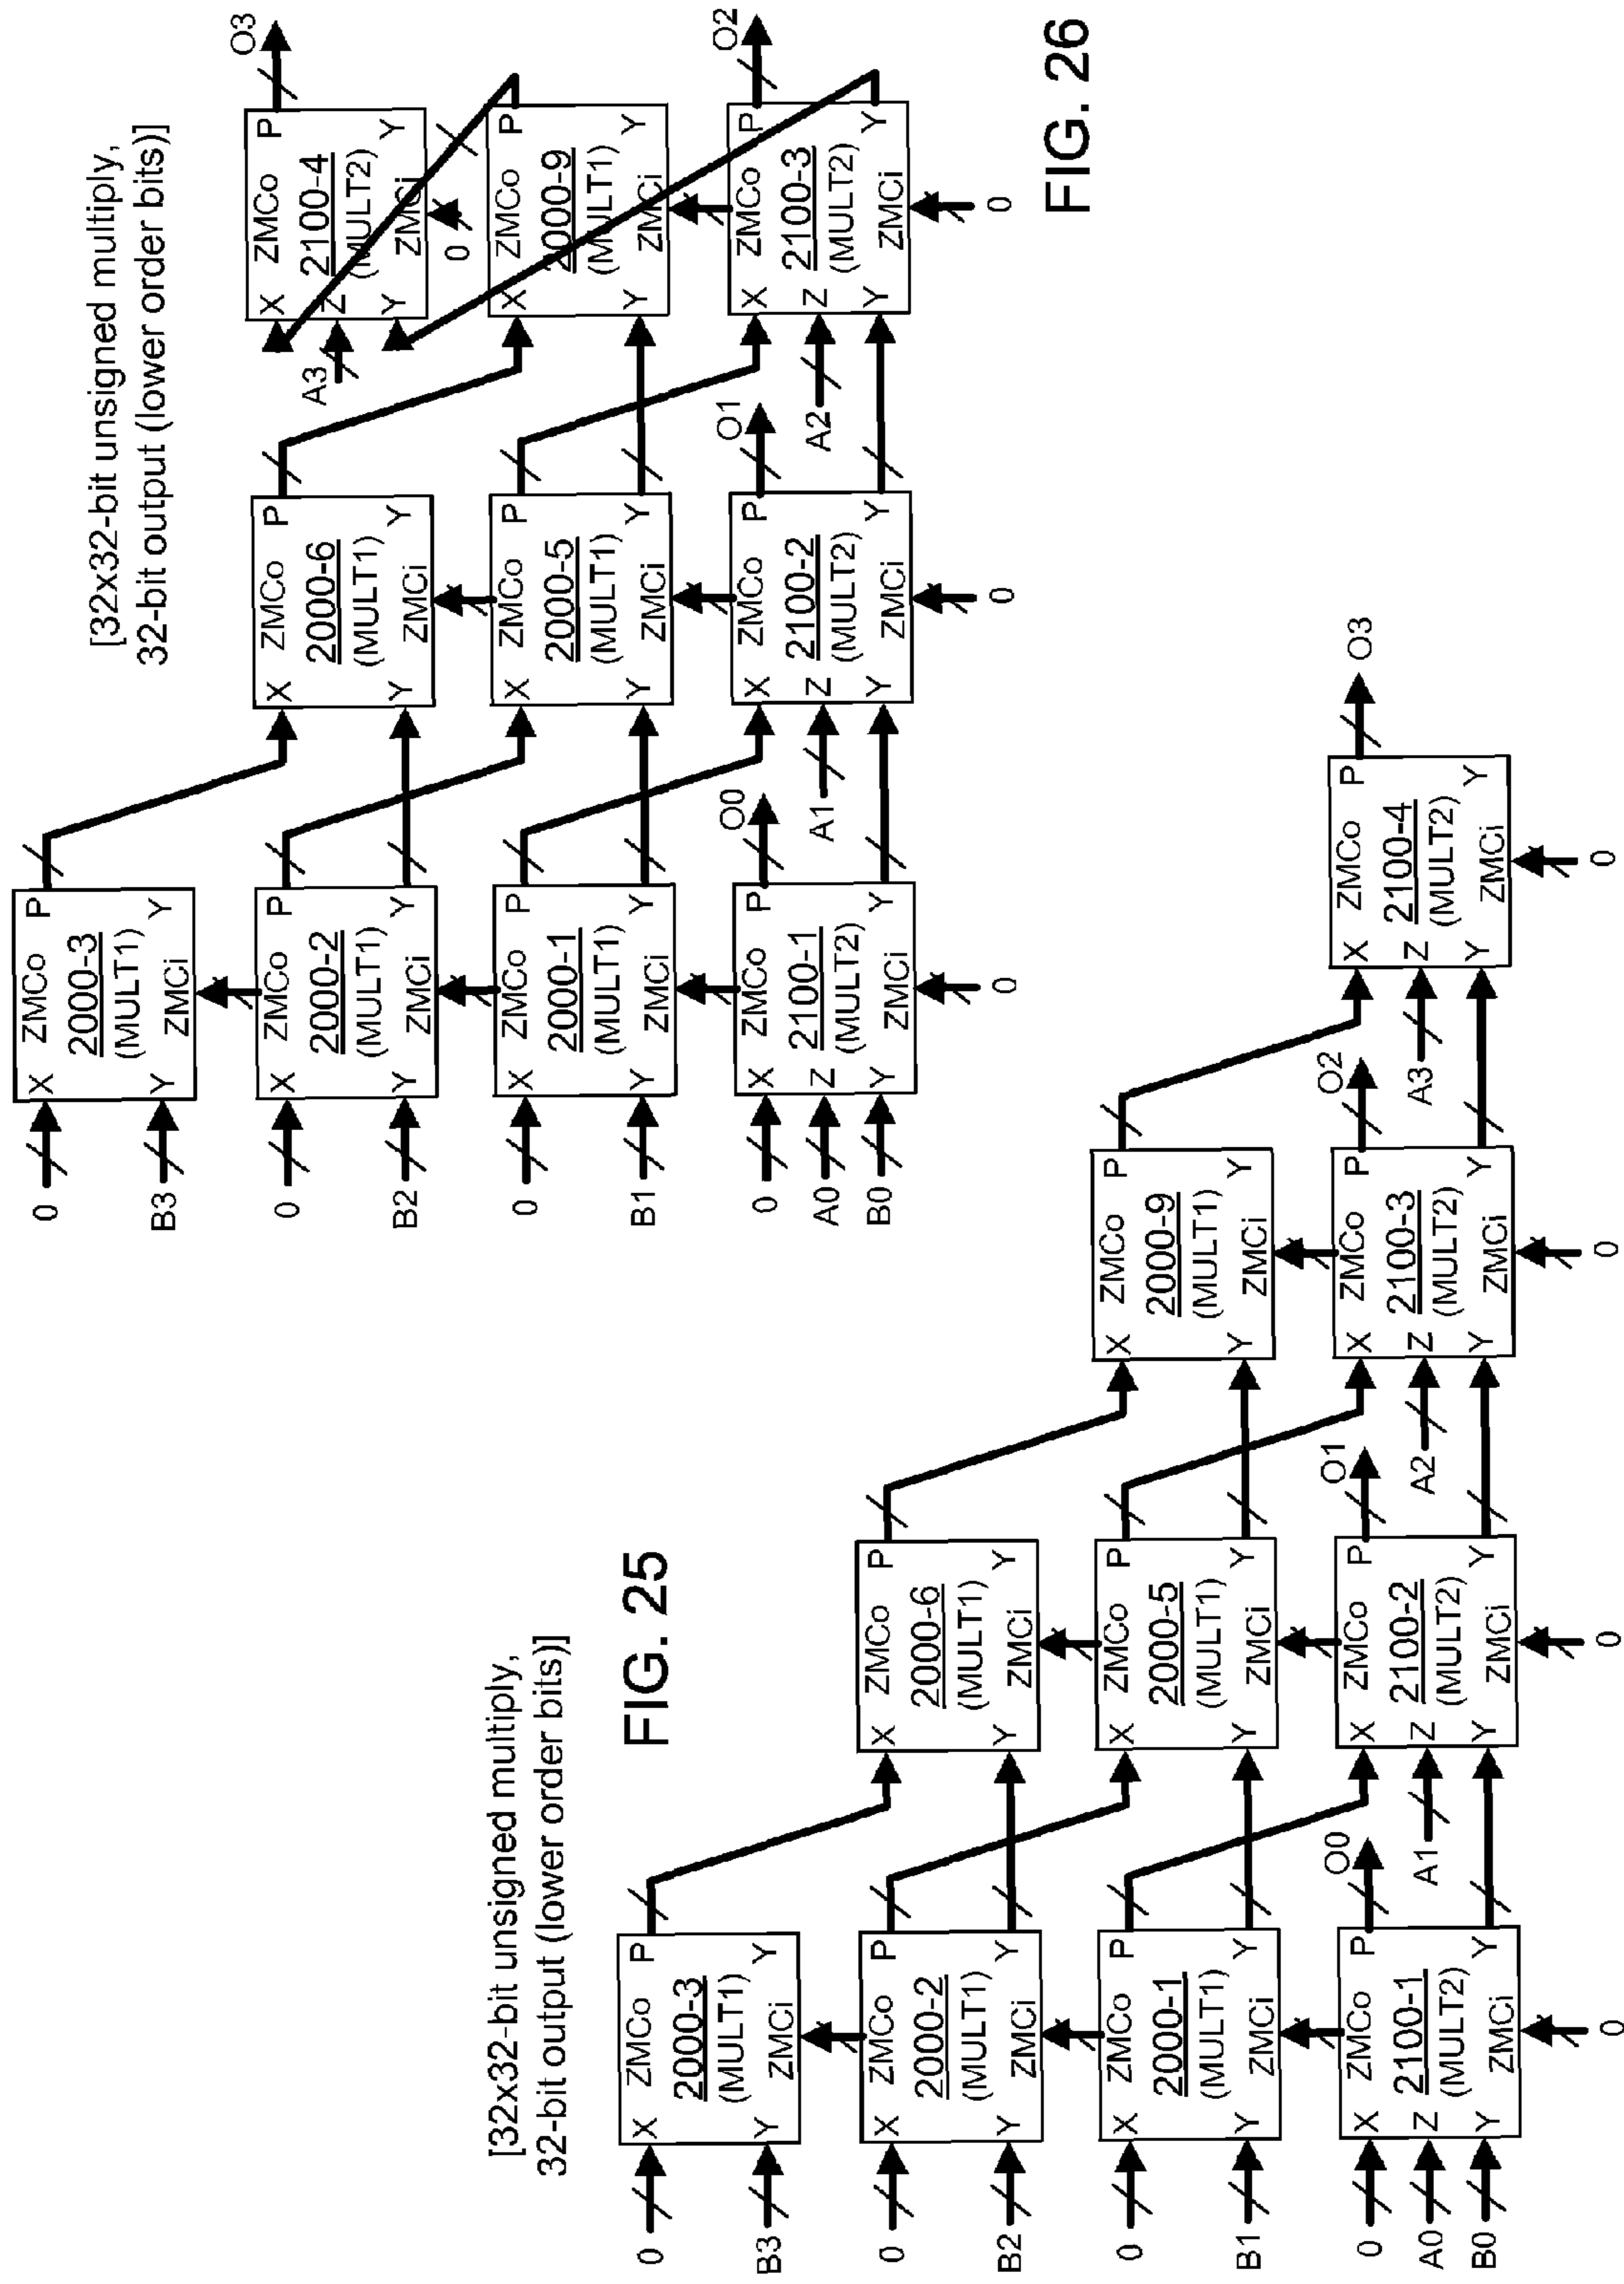 [32x32-bit unsigned multiply,
32-bit output (lower order bits)]
FIG. 26
0
B3
X
ZMCo
P
2000-3
(MULT1)
Y
ZMCi
Y
0
B2
X
ZMCo
P
2000-2
(MULT1)
Y
ZMCi
Y
0
B1
X
ZMCo
P
2000-1
(MULT1)
Y
ZMCi
Y
0
A0
B0
X
ZMCo
P
Z
2100-1
(MULT2)
Y
ZMCi
Y
0
O0
X
ZMCo
P
2000-6
(MULT1)
Y
ZMCi
Y
X
ZMCo
P
2000-5
(MULT1)
Y
ZMCi
Y
A1
X
ZMCo
P
Z
2100-2
(MULT2)
Y
ZMCi
Y
0
O1
A3
X
ZMCo
P
Z
2100-4
(MULT2)
Y
ZMCi
Y
0
O3
X
ZMCo
P
2000-9
(MULT1)
Y
ZMCi
Y
A2
X
ZMCo
P
Z
2100-3
(MULT2)
Y
ZMCi
Y
0
O2
[32x32-bit unsigned multiply,
32-bit output (lower order bits)]
FIG. 25
0
B3
X
ZMCo
P
2000-3
(MULT1)
Y
ZMCi
Y
0
B2
X
ZMCo
P
2000-2
(MULT1)
Y
ZMCi
Y
0
B1
X
ZMCo
P
2000-1
(MULT1)
Y
ZMCi
Y
0
A0
B0
X
ZMCo
P
Z
2100-1
(MULT2)
Y
ZMCi
Y
0
O0
X
ZMCo
P
2000-6
(MULT1)
Y
ZMCi
Y
X
ZMCo
P
2000-5
(MULT1)
Y
ZMCi
Y
A1
X
ZMCo
P
Z
2100-2
(MULT2)
Y
ZMCi
Y
0
O1
X
ZMCo
P
2000-9
(MULT1)
Y
ZMCi
Y
A2
X
ZMCo
P
Z
2100-3
(MULT2)
Y
ZMCi
Y
0
O2
A3
X
ZMCo
P
Z
2100-4
(MULT2)
Y
ZMCi
Y
0
O3